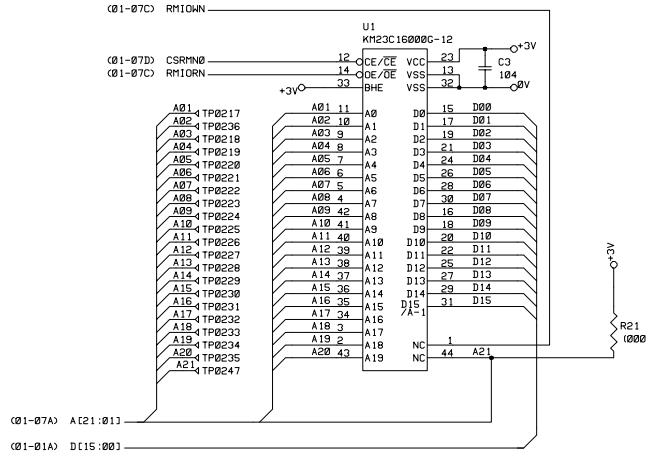 (01-07C) RMIOWN
U1
KM23C16000G-12
(01-07D) CSRMN0 12 CE/CE VCC 23 +3V
(01-07C) RMIORN 14 OE/OE VSS 13 C3
+3V 33 BHE VSS 32 104
0V
A01 TP0217 A01 11 A0 D0 15 D00
A02 TP0236 A02 10 A1 D1 17 D01
A03 TP0218 A03 9 A2 D2 19 D02
A04 TP0219 A04 8 A3 D3 21 D03
A05 TP0220 A05 7 A4 D4 24 D04
A06 TP0221 A06 6 A5 D5 26 D05
A07 TP0222 A07 5 A6 D6 28 D06
A08 TP0223 A08 4 A7 D7 30 D07
A09 TP0224 A09 42 A8 D8 16 D08
A10 TP0225 A10 41 A9 D9 18 D09
A11 TP0226 A11 40 A10 D10 20 D10
A12 TP0227 A12 39 A11 D11 22 D11
A13 TP0228 A13 38 A12 D12 25 D12
A14 TP0229 A14 37 A13 D13 27 D13
A15 TP0230 A15 36 A14 D14 29 D14
A16 TP0231 A16 35 A15 D15 31 D15
A17 TP0232 A17 34 A16 /A-1
A18 TP0233 A18 3 A17
A19 TP0234 A19 2 A18 NC 1
A20 TP0235 A20 43 A19 NC 44 A21
A21 TP0247
+3V
R21
(000
(01-07A) A[21:01]
(01-01A) D[15:00]